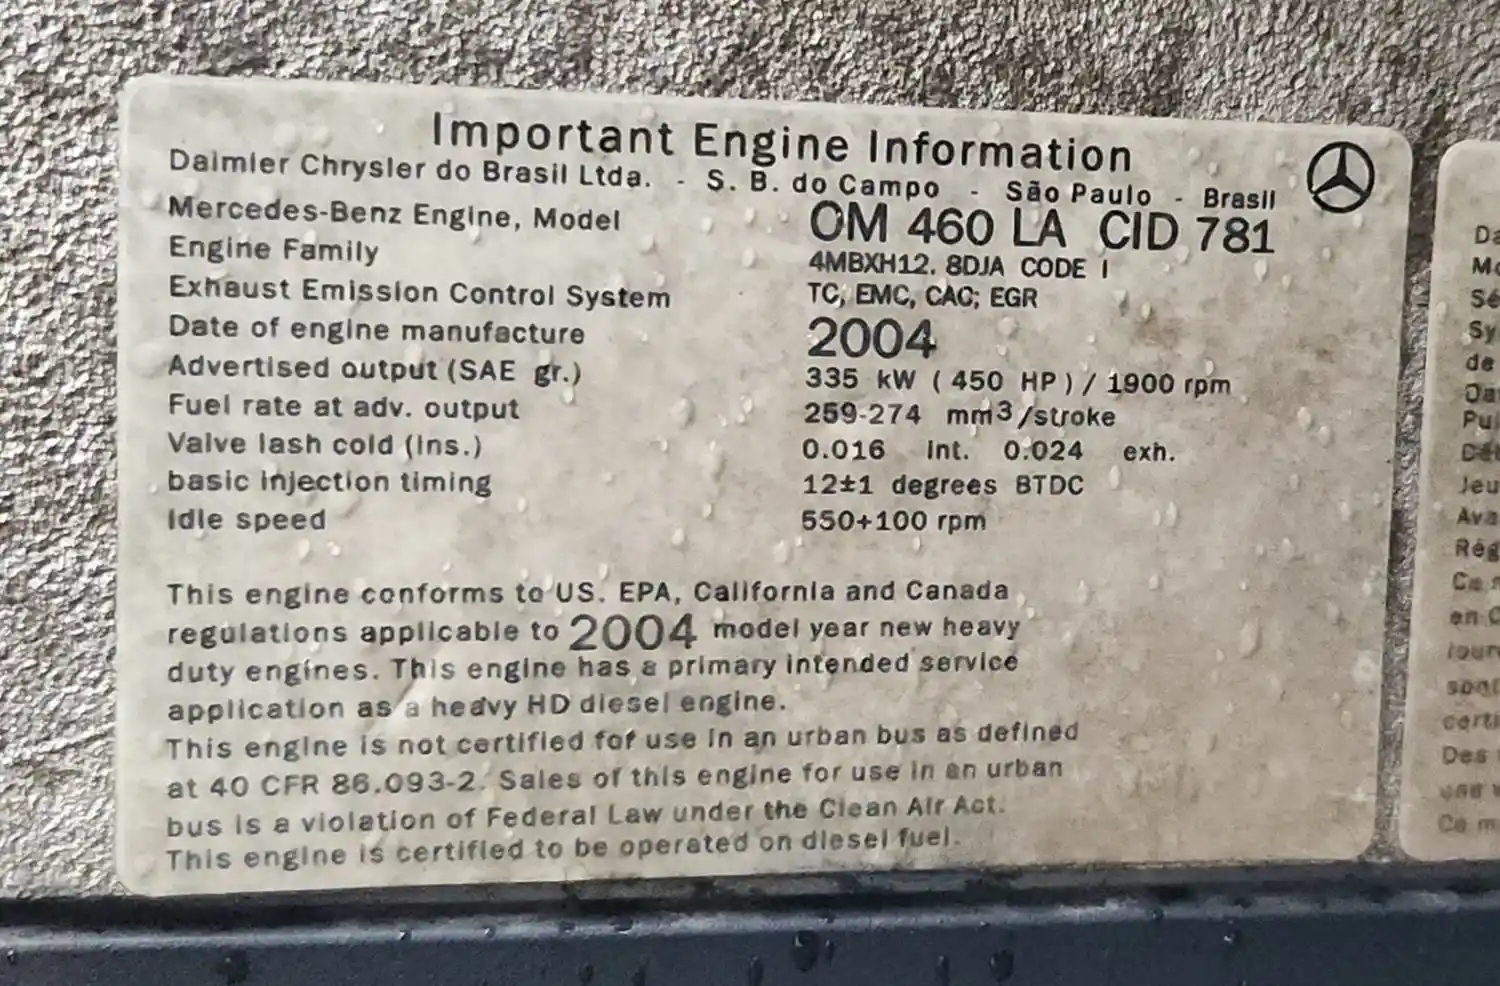 Important Engine Information
Daimler Chrysler do Brasil Ltda. - S. B. do Campo - São Paulo - Brasil
Mercedes-Benz Engine, Model OM 460 LA CID 781
Engine Family 4MBXH12. 8DJA CODE I
Exhaust Emission Control System TC, EMC, CAC; EGR
Date of engine manufacture 2004
Advertised output (SAE gr.) 335 kW ( 450 HP ) / 1900 rpm
Fuel rate at adv. output 259-274 mm3/stroke
Valve lash cold (Ins.) 0.016 int. 0.024 exh.
basic injection timing 12±1 degrees BTDC
Idle speed 550+100 rpm
This engine conforms to US. EPA, California and Canada
regulations applicable to 2004 model year new heavy
duty engines. This engine has a primary intended service
application as a heavy HD diesel engine.
This engine is not certified for use in an urban bus as defined
at 40 CFR 86.093-2. Sales of this engine for use in an urban
bus is a violation of Federal Law under the Clean Air Act.
This engine is certified to be operated on diesel fuel.
de
en
Des